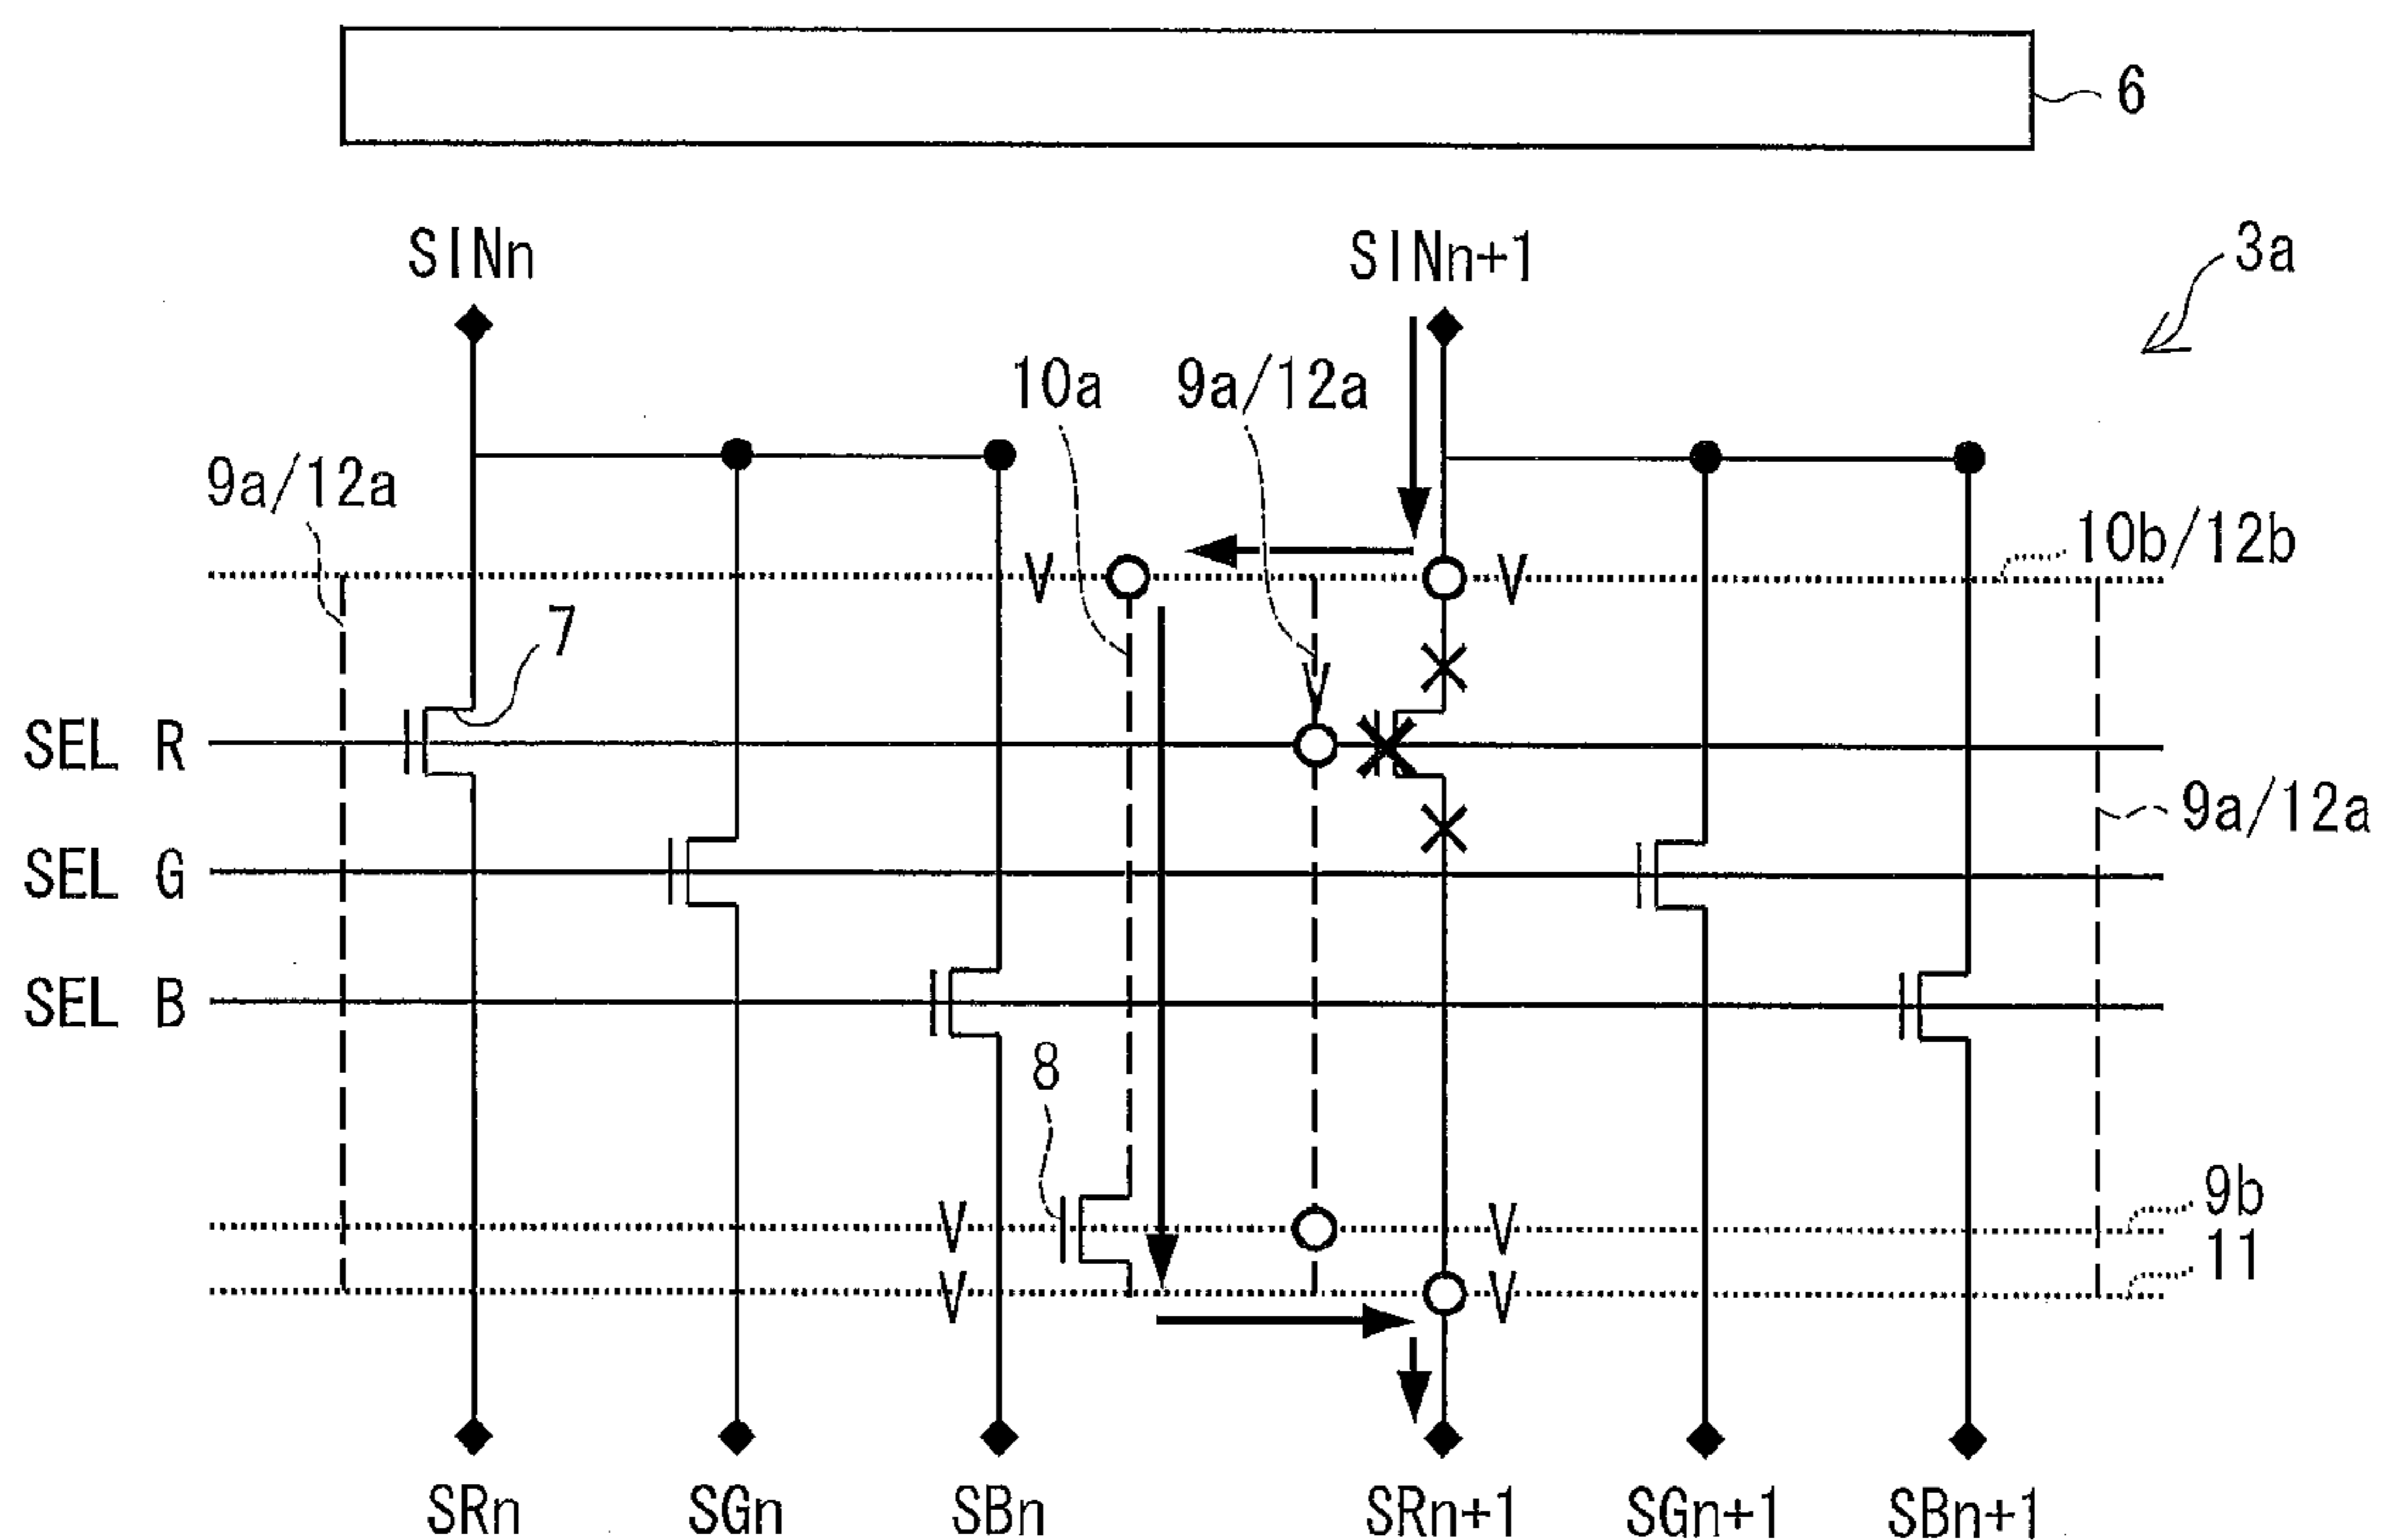 6
SINn
SINn+1
3a
10a
9a/12a
9a/12a
10b/12b
V
V
7
V
SEL R
9a/12a
SEL G
SEL B
8
9b
V
V
11
V
V
SRn
SGn
SBn
SRn+1
SGn+1
SBn+1